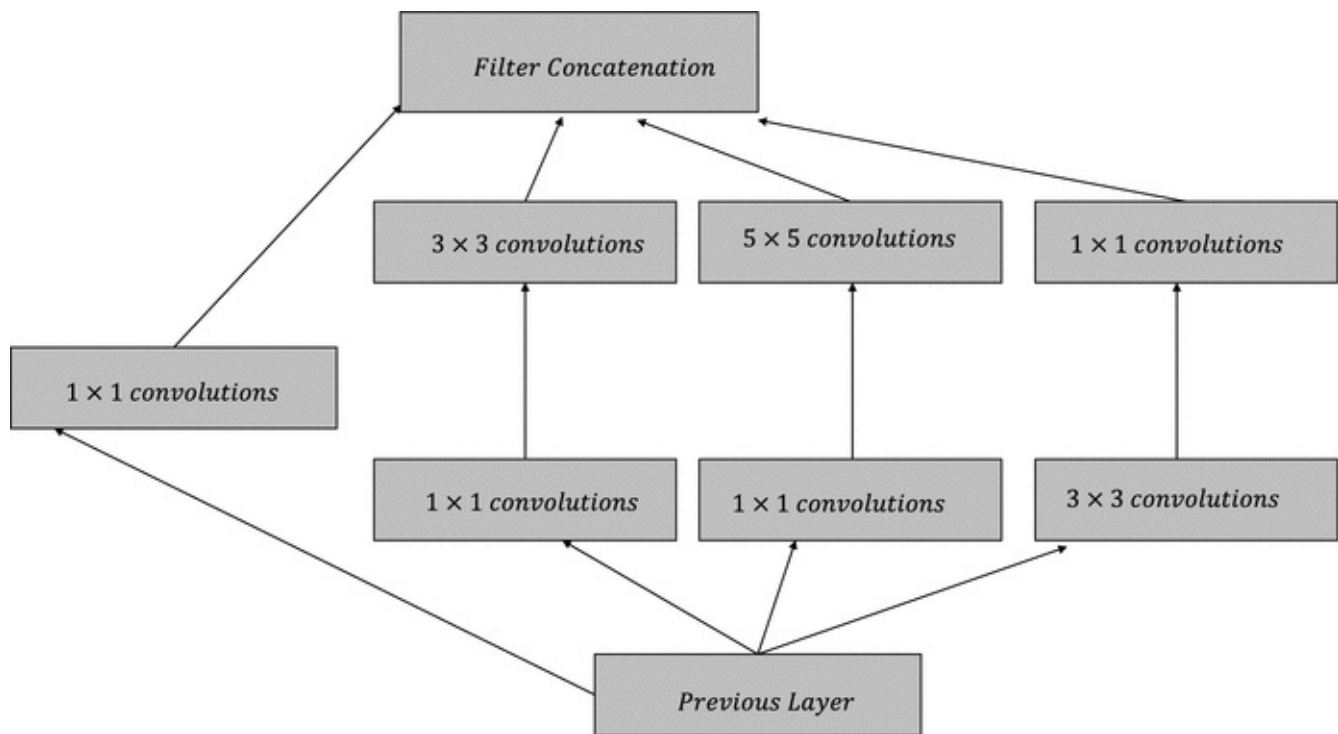 Filter Concatenation
3 × 3 convolutions
5 × 5 convolutions
1 × 1 convolutions
1 × 1 convolutions
1 × 1 convolutions
1 × 1 convolutions
3 × 3 convolutions
Previous Layer